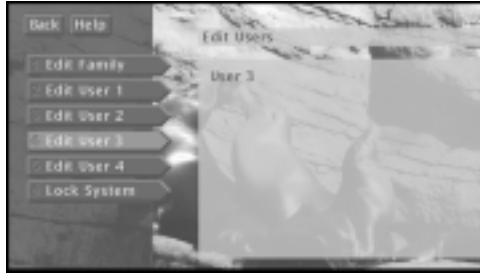 Back Help
Edit Users
Edit Family
Edit User 1
Edit User 2
Edit User 3
Edit User 4
Lock System
User 3